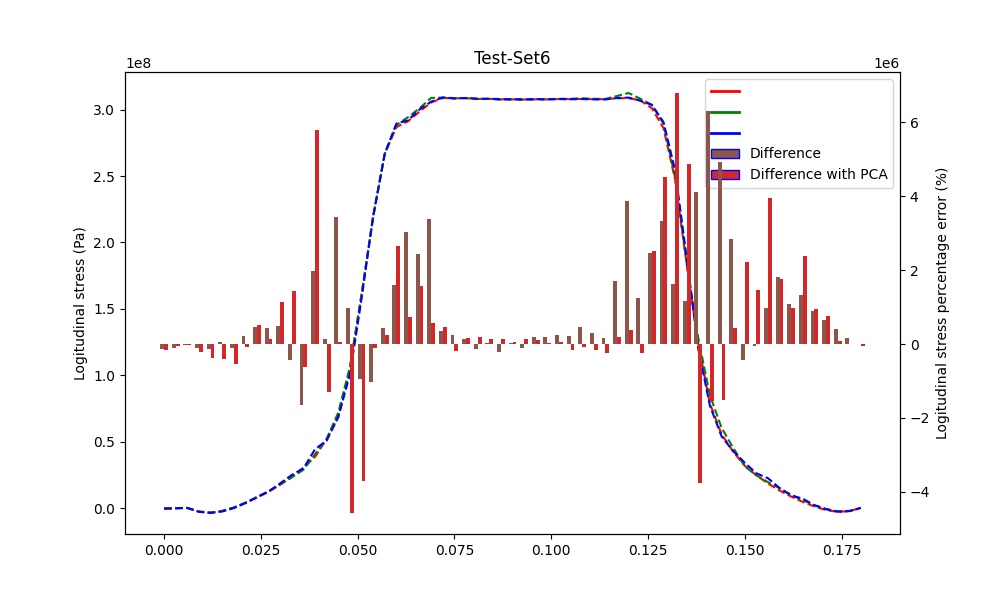 Test-Set6
1e8
1e6
Difference
Difference with PCA
Logitudinal stress (Pa)
3.0
2.5
2.0
1.5
1.0
0.5
0.0
6
4
2
0
−2
−4
Logitudinal stress percentage error (%)
0.000 0.025 0.050 0.075 0.100 0.125 0.150 0.175